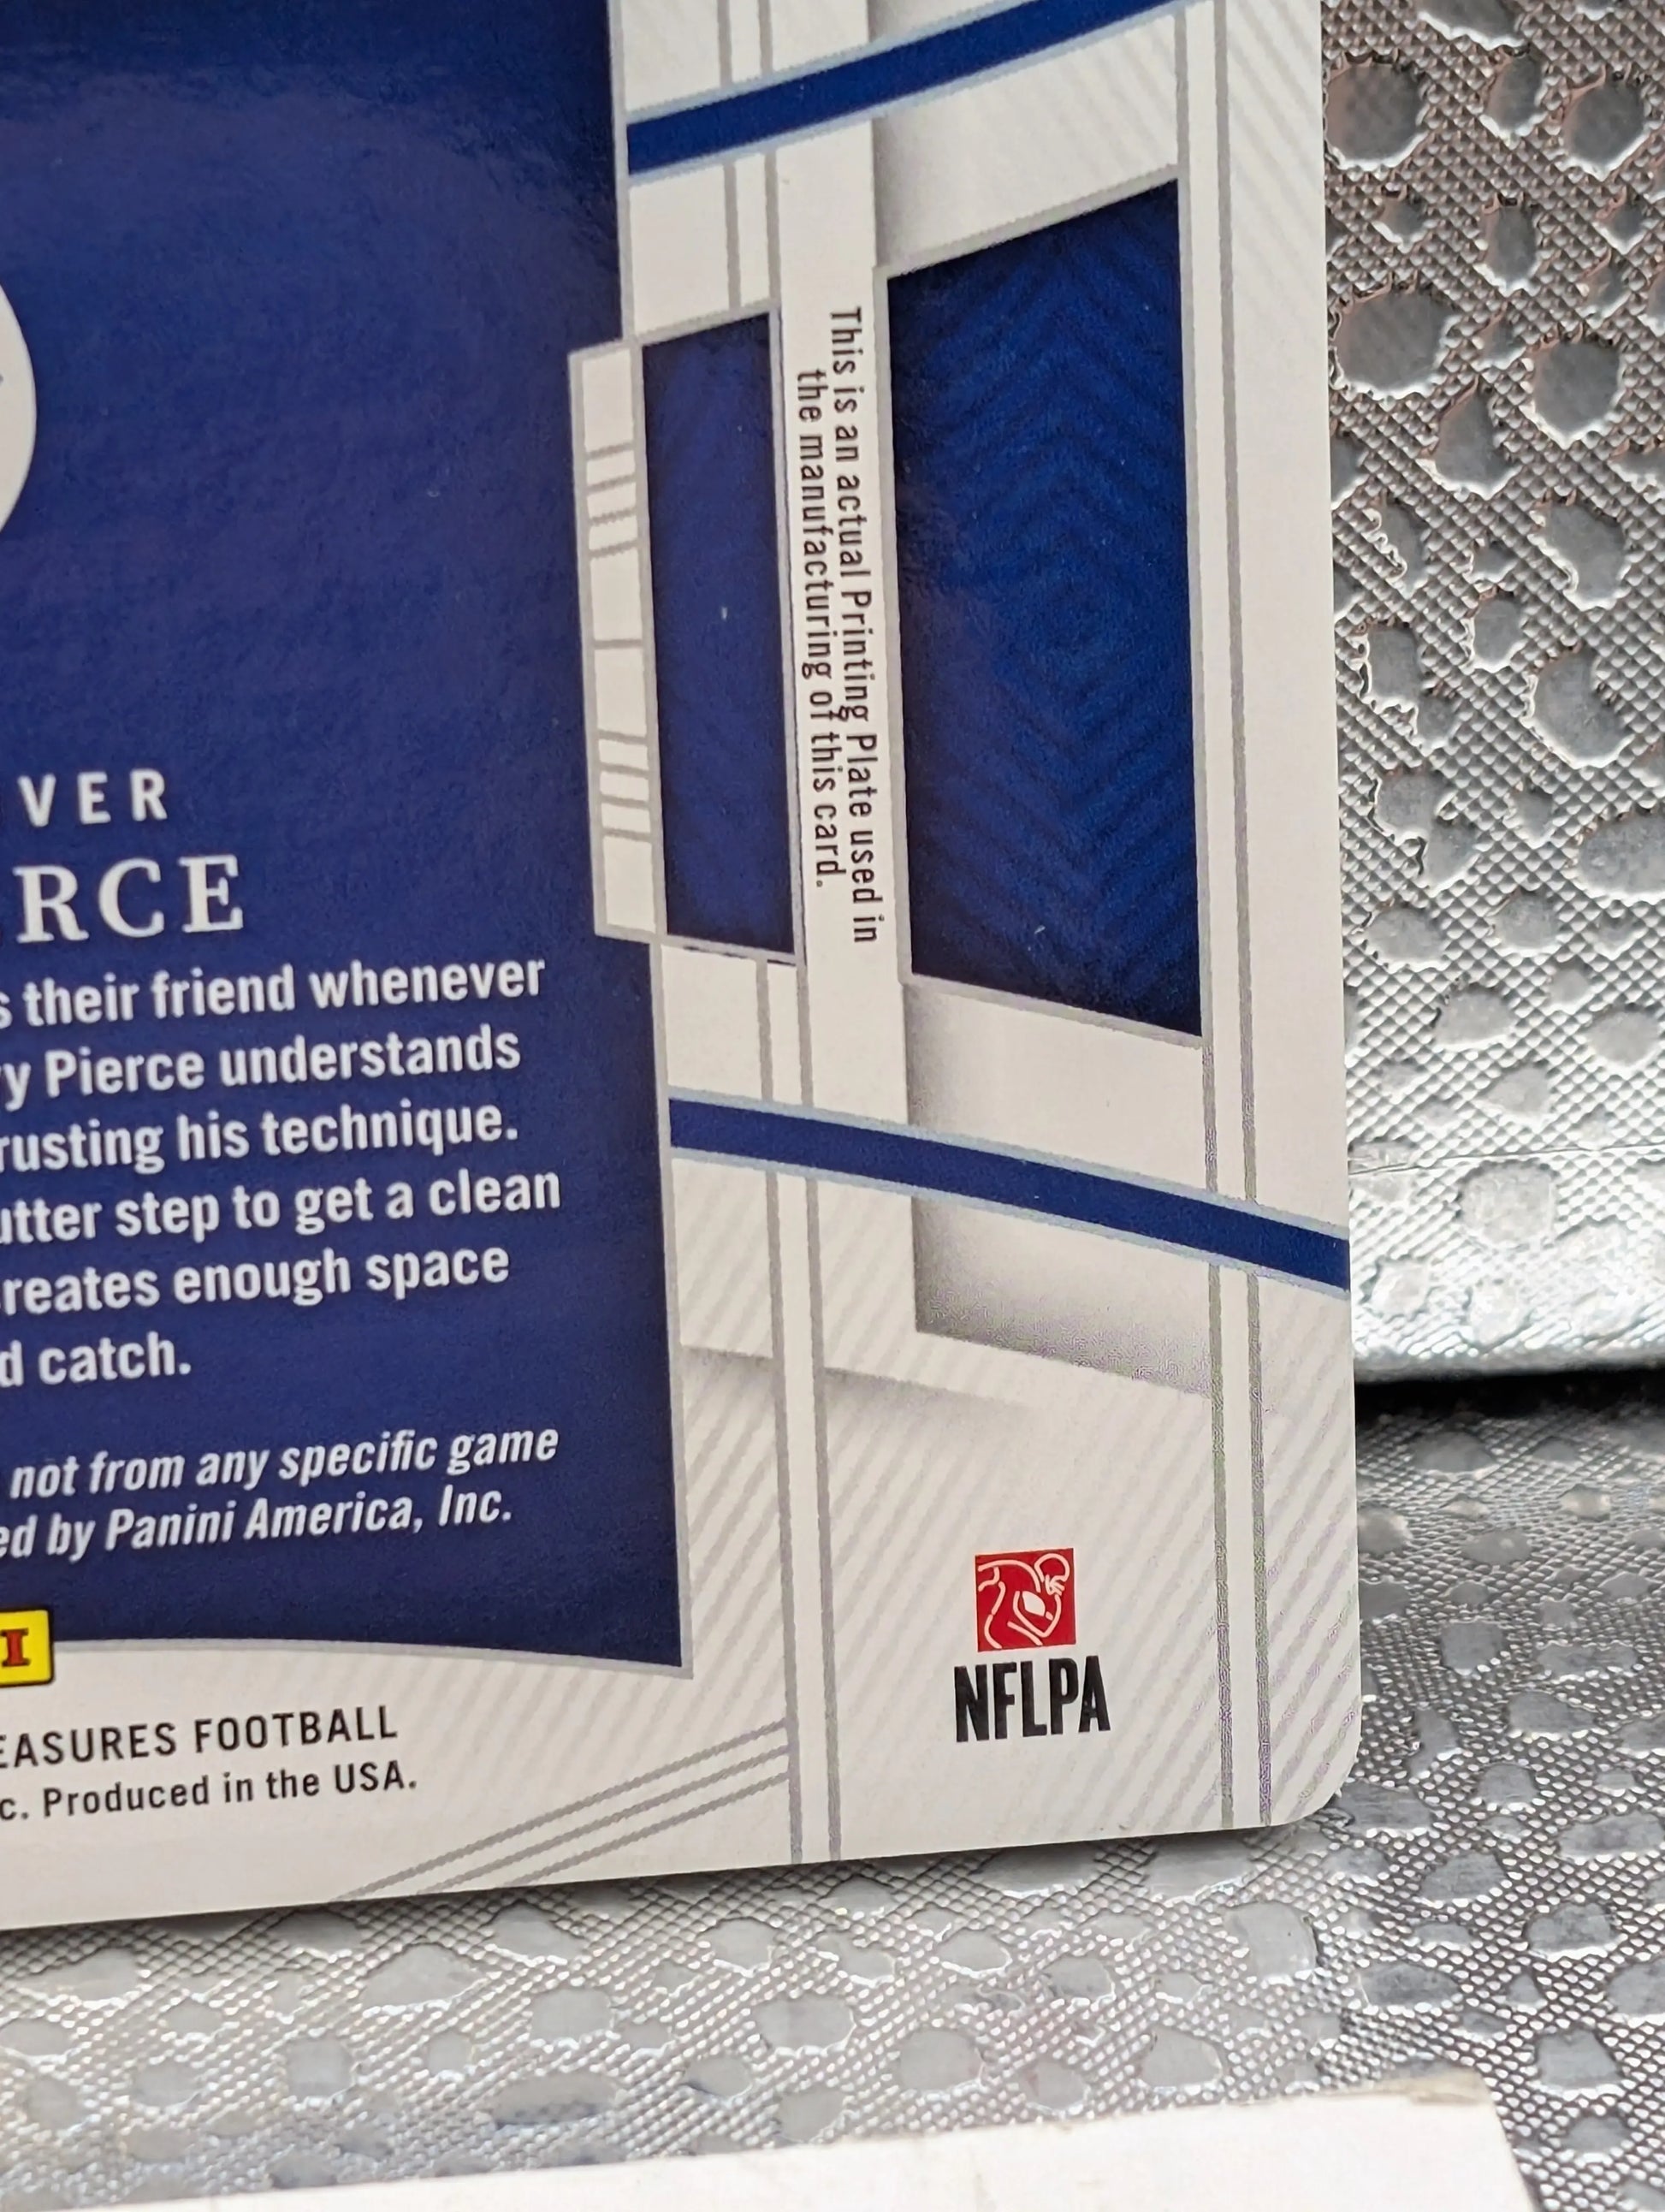 This is an actual Printing Plate used in
the manufacturing of this card.
VER
RCE
s their friend whenever
y Pierce understands
rusting his technique.
utter step to get a clean
reates enough space
d catch.
not from any specific game
ed by Panini America, Inc.
I
EASURES FOOTBALL
c. Produced in the USA.
NFLPA